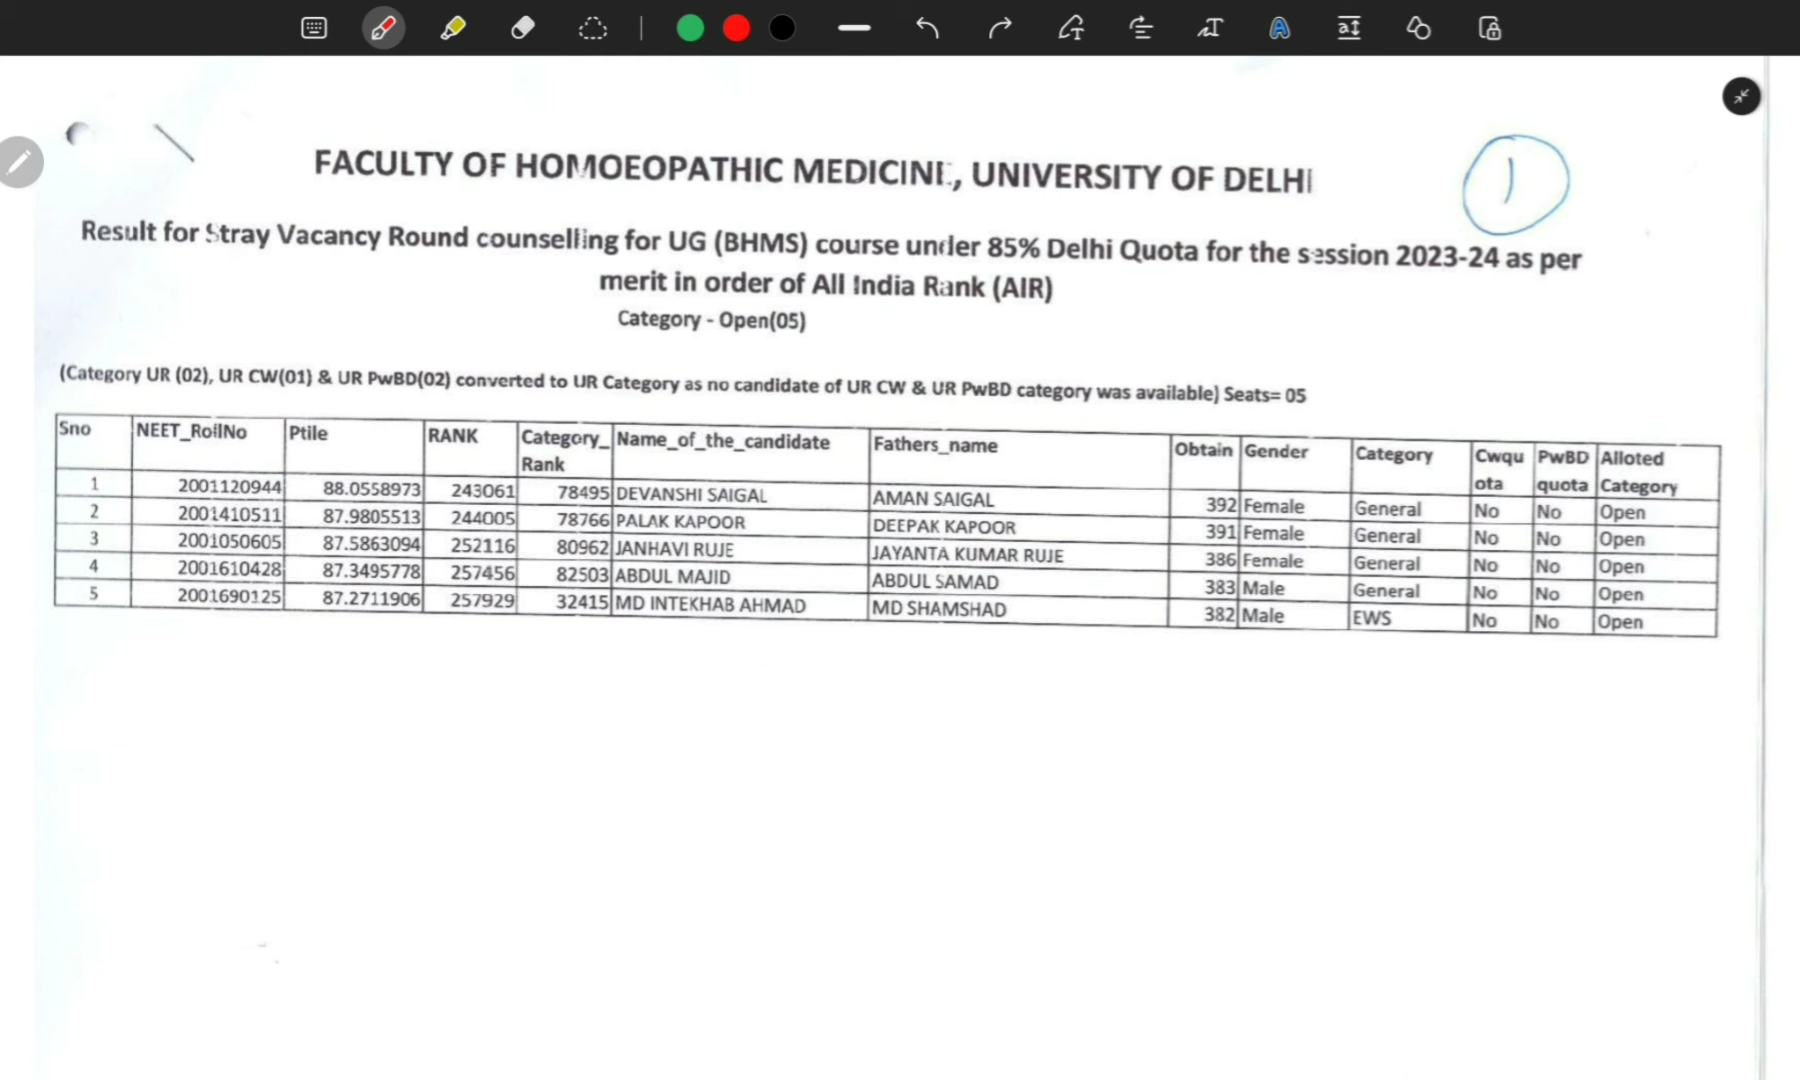 1
FACULTY OF HOMOEOPATHIC MEDICINE, UNIVERSITY OF DELHI
Result for Stray Vacancy Round counselling for UG (BHMS) course under 85% Delhi Quota for the session 2023-24 as per
merit in order of All India Rank (AIR)
Category - Open(05)
(Category UR (02), UR CW(01) & UR PwBD(02) converted to UR Category as no candidate of UR CW & UR PwBD category was available) Seats= 05
Sno NEET_RollNo Ptile RANK Category_Rank Name_of_the_candidate Fathers_name Obtain Gender Category Cwquota PwBD quota Alloted Category
1 2001120944 88.0558973 243061 78495 DEVANSHI SAIGAL AMAN SAIGAL 392 Female General No No Open
2 2001410511 87.9805513 244005 78766 PALAK KAPOOR DEEPAK KAPOOR 391 Female General No No Open
3 2001050605 87.5863094 252116 80962 JANHAVI RUJE JAYANTA KUMAR RUJE 386 Female General No No Open
4 2001610428 87.3495778 257456 82503 ABDUL MAJID ABDUL SAMAD 383 Male General No No Open
5 2001690125 87.2711906 257929 32415 MD INTEKHAB AHMAD MD SHAMSHAD 382 Male EWS No No Open